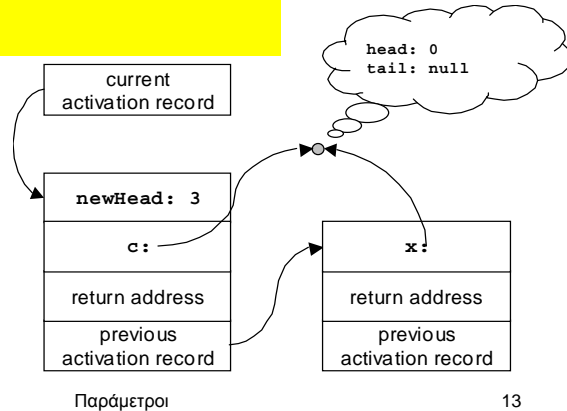 head: 0
tail: null
current
activation record
newHead: 3
c:
return address
previous
activation record
x:
return address
previous
activation record
Παράμετροι
13